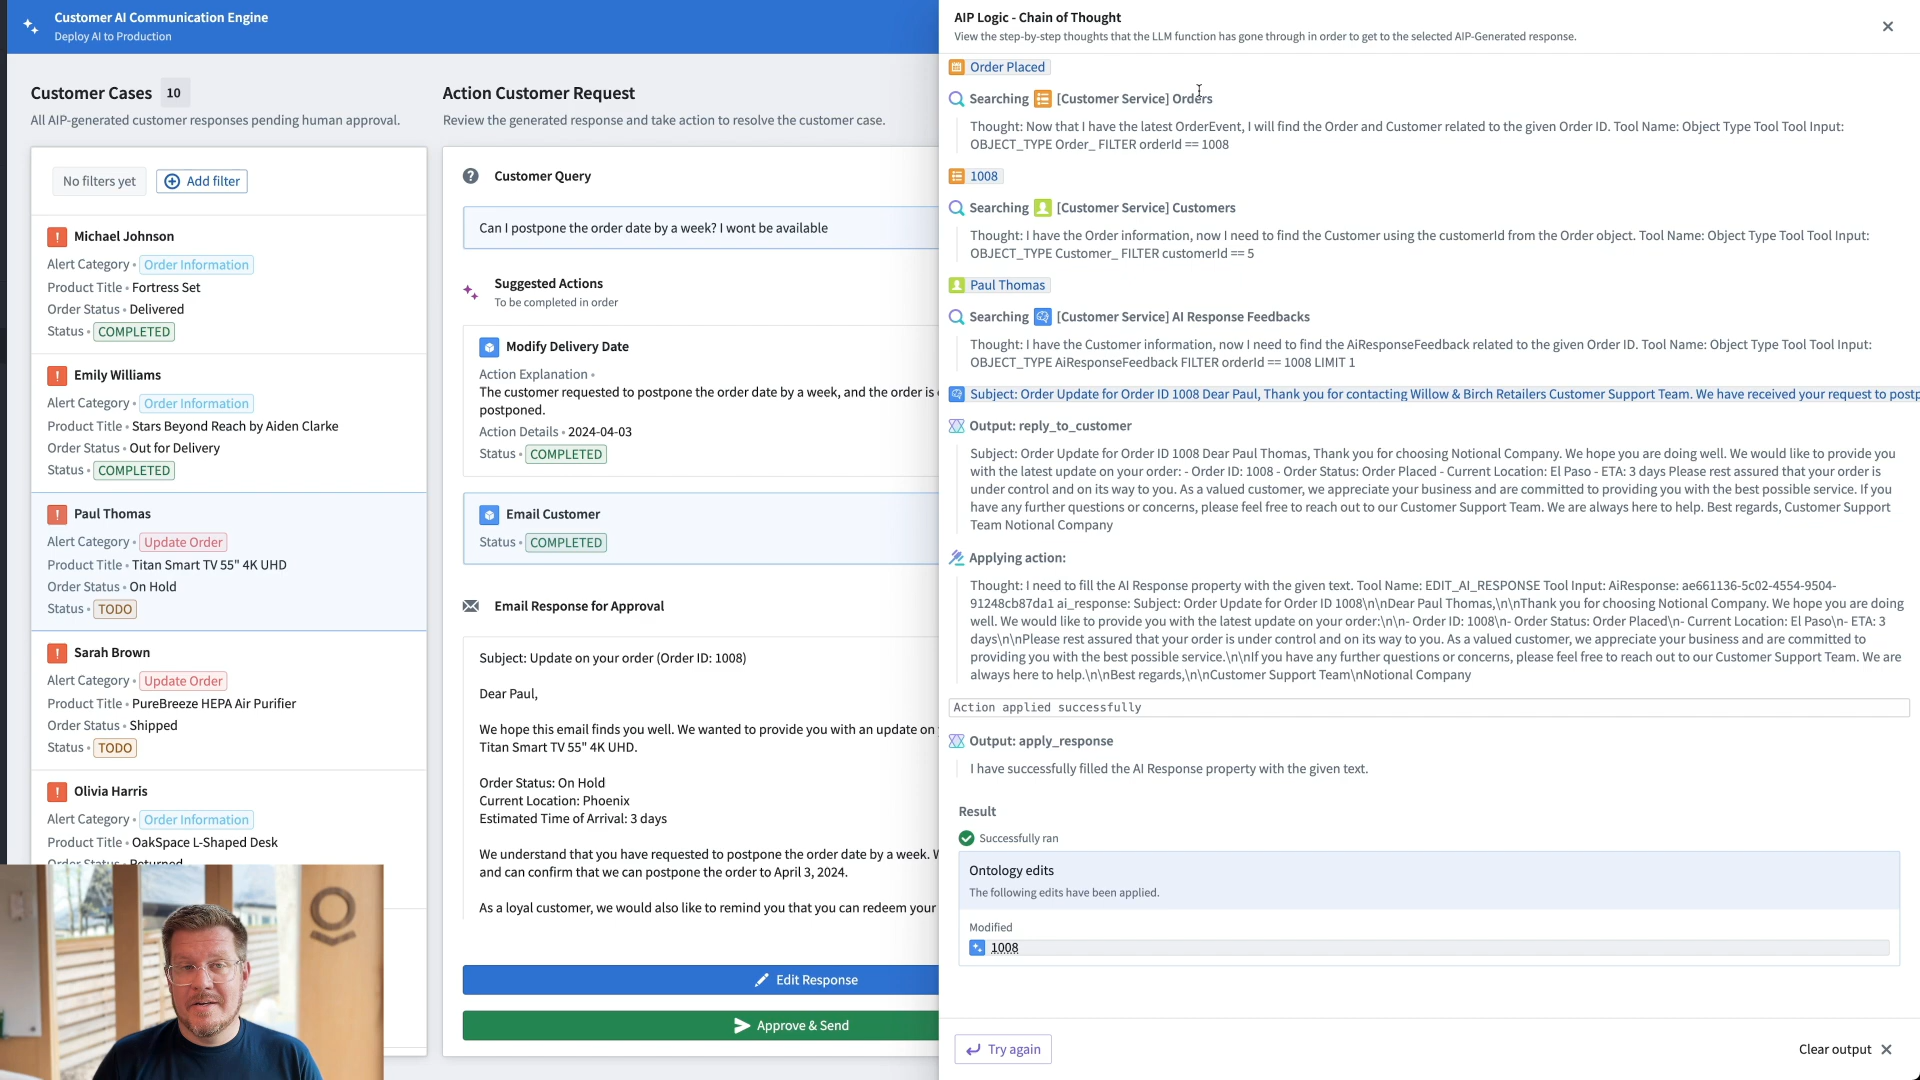 Customer AI Communication Engine
Deploy AI to Production
Customer Cases 10
All AIP-generated customer responses pending human approval.
No filters yet
Add filter
Michael Johnson
Alert Category • Order Information
Product Title • Fortress Set
Order Status • Delivered
Status • COMPLETED
Emily Williams
Alert Category • Order Information
Product Title • Stars Beyond Reach by Aiden Clarke
Order Status • Out for Delivery
Status • COMPLETED
Paul Thomas
Alert Category • Update Order
Product Title • Titan Smart TV 55" 4K UHD
Order Status • On Hold
Status • TODO
Sarah Brown
Alert Category • Update Order
Product Title • PureBreeze HEPA Air Purifier
Order Status • Shipped
Status • TODO
Olivia Harris
Alert Category • Order Information
Product Title • OakSpace L-Shaped Desk
Order Status • Returned
Action Customer Request
Review the generated response and take action to resolve the customer case.
Customer Query
Can I postpone the order date by a week? I wont be available
Suggested Actions
To be completed in order
Modify Delivery Date
Action Explanation •
The customer requested to postpone the order date by a week, and the order is
postponed.
Action Details • 2024-04-03
Status • COMPLETED
Email Customer
Status • COMPLETED
Email Response for Approval
Subject: Update on your order (Order ID: 1008)
Dear Paul,
We hope this email finds you well. We wanted to provide you with an update on
Titan Smart TV 55" 4K UHD.
Order Status: On Hold
Current Location: Phoenix
Estimated Time of Arrival: 3 days
We understand that you have requested to postpone the order date by a week.
and can confirm that we can postpone the order to April 3, 2024.
As a loyal customer, we would also like to remind you that you can redeem your
Edit Response
Approve & Send
AIP Logic - Chain of Thought
View the step-by-step thoughts that the LLM function has gone through in order to get to the selected AIP-Generated response.
Order Placed
Searching [Customer Service] Orders
Thought: Now that I have the latest OrderEvent, I will find the Order and Customer related to the given Order ID. Tool Name: Object Type Tool Tool Input:
OBJECT_TYPE Order_ FILTER orderId == 1008
1008
Searching [Customer Service] Customers
Thought: I have the Order information, now I need to find the Customer using the customerId from the Order object. Tool Name: Object Type Tool Tool Input:
OBJECT_TYPE Customer_ FILTER customerId == 5
Paul Thomas
Searching [Customer Service] AI Response Feedbacks
Thought: I have the Customer information, now I need to find the AiResponseFeedback related to the given Order ID. Tool Name: Object Type Tool Tool Input:
OBJECT_TYPE AiResponseFeedback FILTER orderId == 1008 LIMIT 1
Subject: Order Update for Order ID 1008 Dear Paul, Thank you for contacting Willow & Birch Retailers Customer Support Team. We have received your request to postp
Output: reply_to_customer
Subject: Order Update for Order ID 1008 Dear Paul Thomas, Thank you for choosing Notional Company. We hope you are doing well. We would like to provide you
with the latest update on your order: - Order ID: 1008 - Order Status: Order Placed - Current Location: El Paso - ETA: 3 days Please rest assured that your order is
under control and on its way to you. As a valued customer, we appreciate your business and are committed to providing you with the best possible service. If you
have any further questions or concerns, please feel free to reach out to our Customer Support Team. We are always here to help. Best regards, Customer Support
Team Notional Company
Applying action:
Thought: I need to fill the AI Response property with the given text. Tool Name: EDIT_AI_RESPONSE Tool Input: AiResponse: ae661136-5c02-4554-9504-
91248cb87da1 ai_response: Subject: Order Update for Order ID 1008\n\nDear Paul Thomas,\n\nThank you for choosing Notional Company. We hope you are doing
well. We would like to provide you with the latest update on your order:\n\n- Order ID: 1008\n- Order Status: Order Placed\n- Current Location: El Paso\n- ETA: 3
days\n\nPlease rest assured that your order is under control and on its way to you. As a valued customer, we appreciate your business and are committed to
providing you with the best possible service.\n\nIf you have any further questions or concerns, please feel free to reach out to our Customer Support Team. We are
always here to help.\n\nBest regards,\n\nCustomer Support Team\nNotional Company
Action applied successfully
Output: apply_response
I have successfully filled the AI Response property with the given text.
Result
Successfully ran
Ontology edits
The following edits have been applied.
Modified
1008
Try again
Clear output